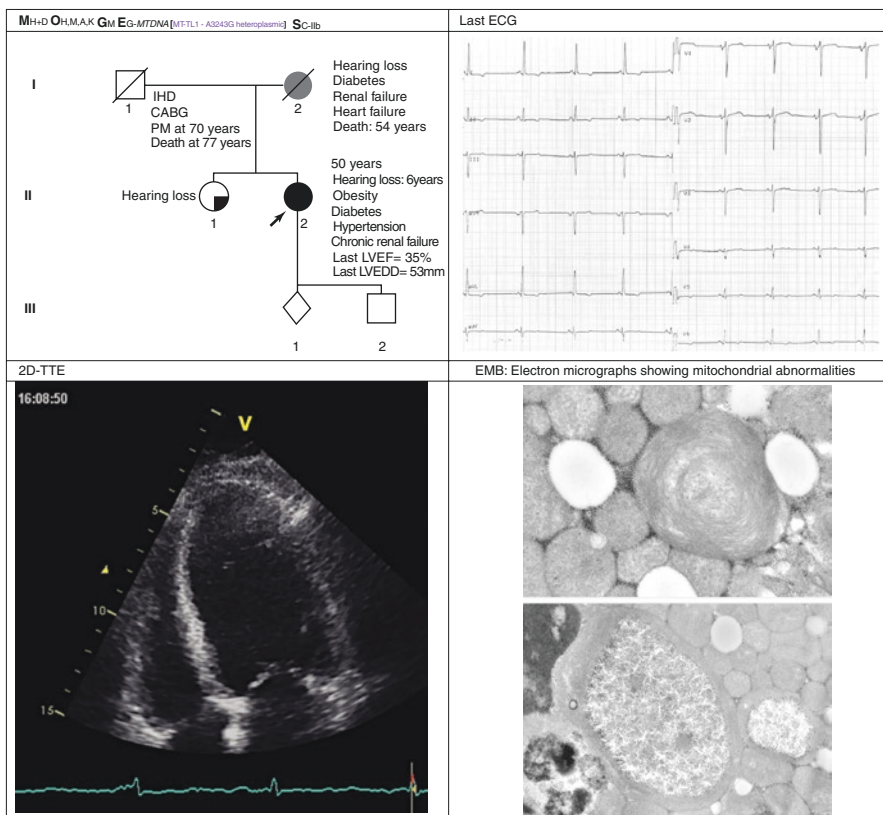 MH+D OH,M,A,K GM EG-MTDNA [MT-TL1 - A3243G heteroplasmic] SC-IIb
Last ECG
I
1
IHD
CABG
PM at 70 years
Death at 77 years
2
Hearing loss
Diabetes
Renal failure
Heart failure
Death: 54 years
II
Hearing loss
1
2
50 years
Hearing loss: 6years
Obesity
Diabetes
Hypertension
Chronic renal failure
Last LVEF= 35%
Last LVEDD= 53mm
III
1
2
2D-TTE
16:08:50
V
5
10
15
EMB: Electron micrographs showing mitochondrial abnormalities